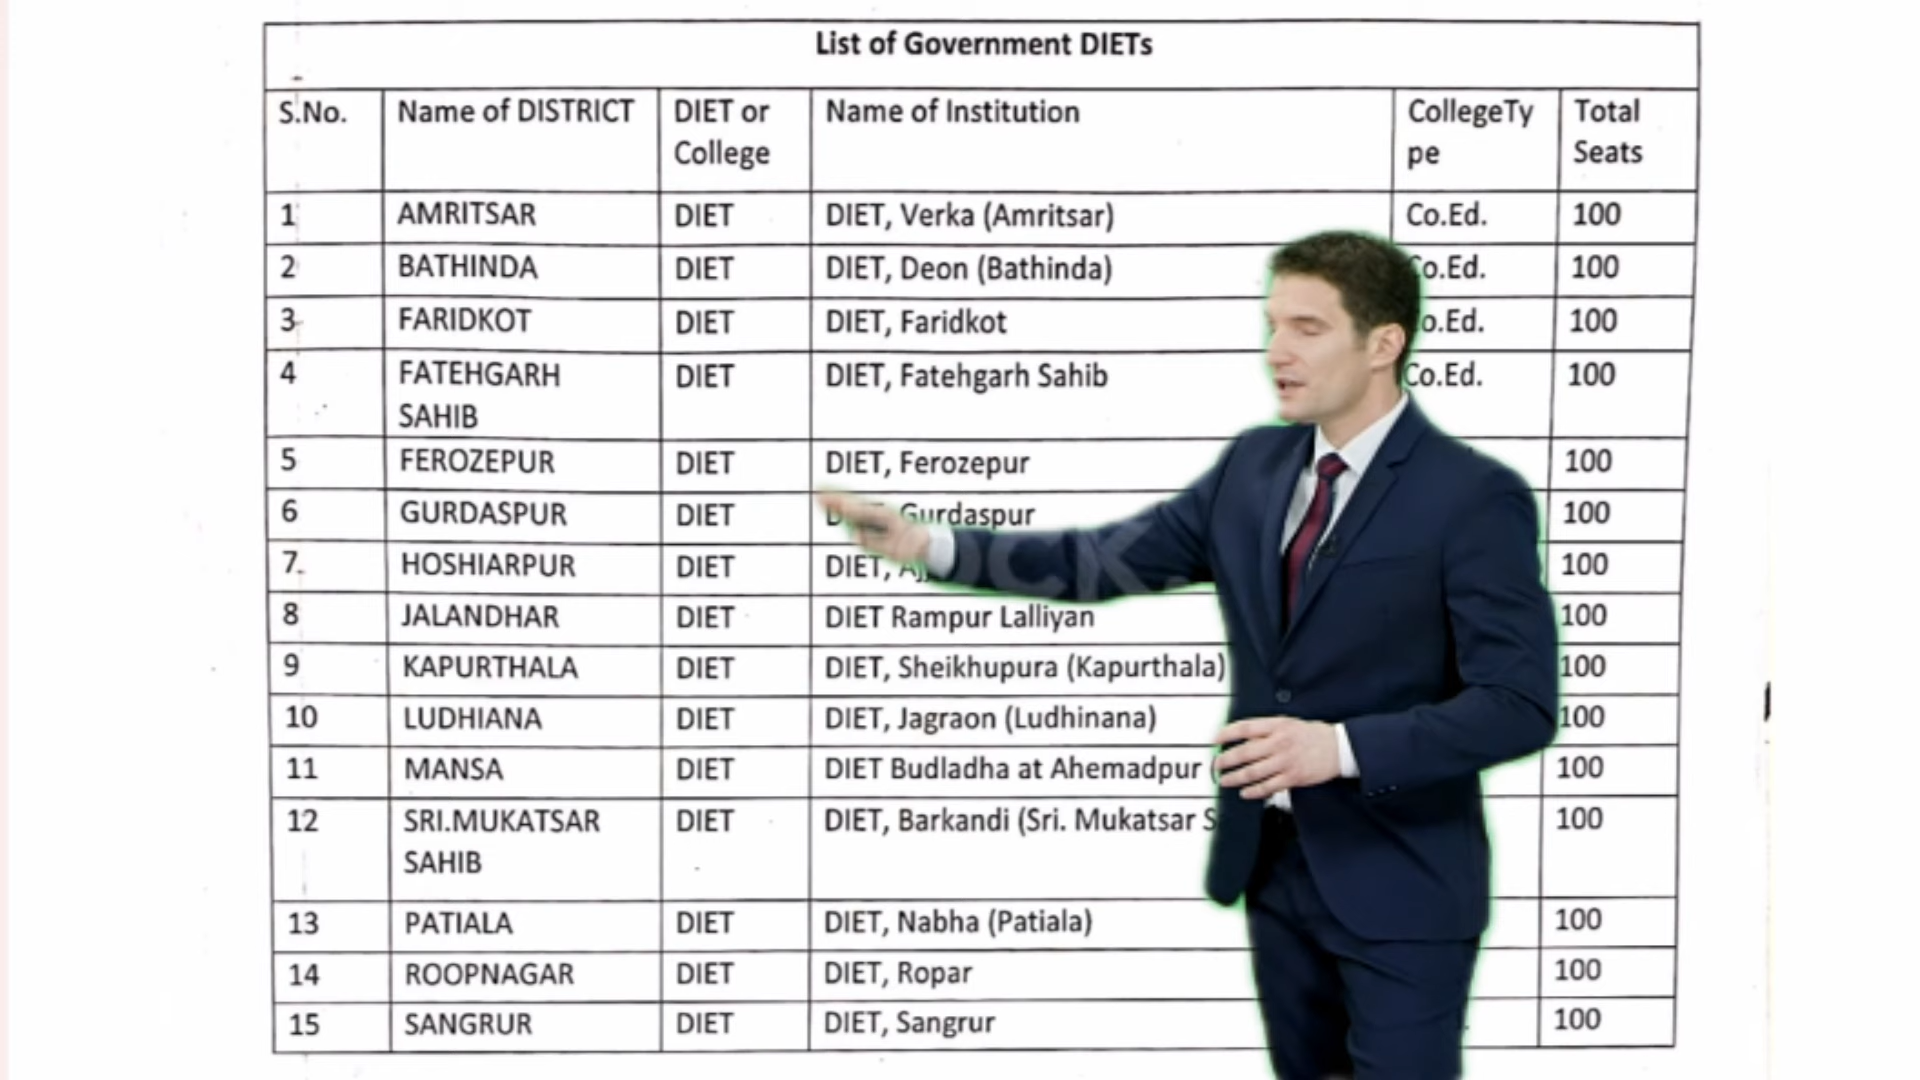 List of Government DIETs
S.No. Name of DISTRICT DIET or College Name of Institution CollegeType Total Seats
1 AMRITSAR DIET DIET, Verka (Amritsar) Co.Ed. 100
2 BATHINDA DIET DIET, Deon (Bathinda) Co.Ed. 100
3 FARIDKOT DIET DIET, Faridkot Co.Ed. 100
4 FATEHGARH SAHIB DIET DIET, Fatehgarh Sahib Co.Ed. 100
5 FEROZEPUR DIET DIET, Ferozepur 100
6 GURDASPUR DIET DIET, Gurdaspur 100
7 HOSHIARPUR DIET DIET, 100
8 JALANDHAR DIET DIET Rampur Lalliyan 100
9 KAPURTHALA DIET DIET, Sheikhupura (Kapurthala) 100
10 LUDHIANA DIET DIET, Jagraon (Ludhinana) 100
11 MANSA DIET DIET Budladha at Ahemadpur 100
12 SRI.MUKATSAR SAHIB DIET DIET, Barkandi (Sri. Mukatsar 100
13 PATIALA DIET DIET, Nabha (Patiala) 100
14 ROOPNAGAR DIET DIET, Ropar 100
15 SANGRUR DIET DIET, Sangrur 100